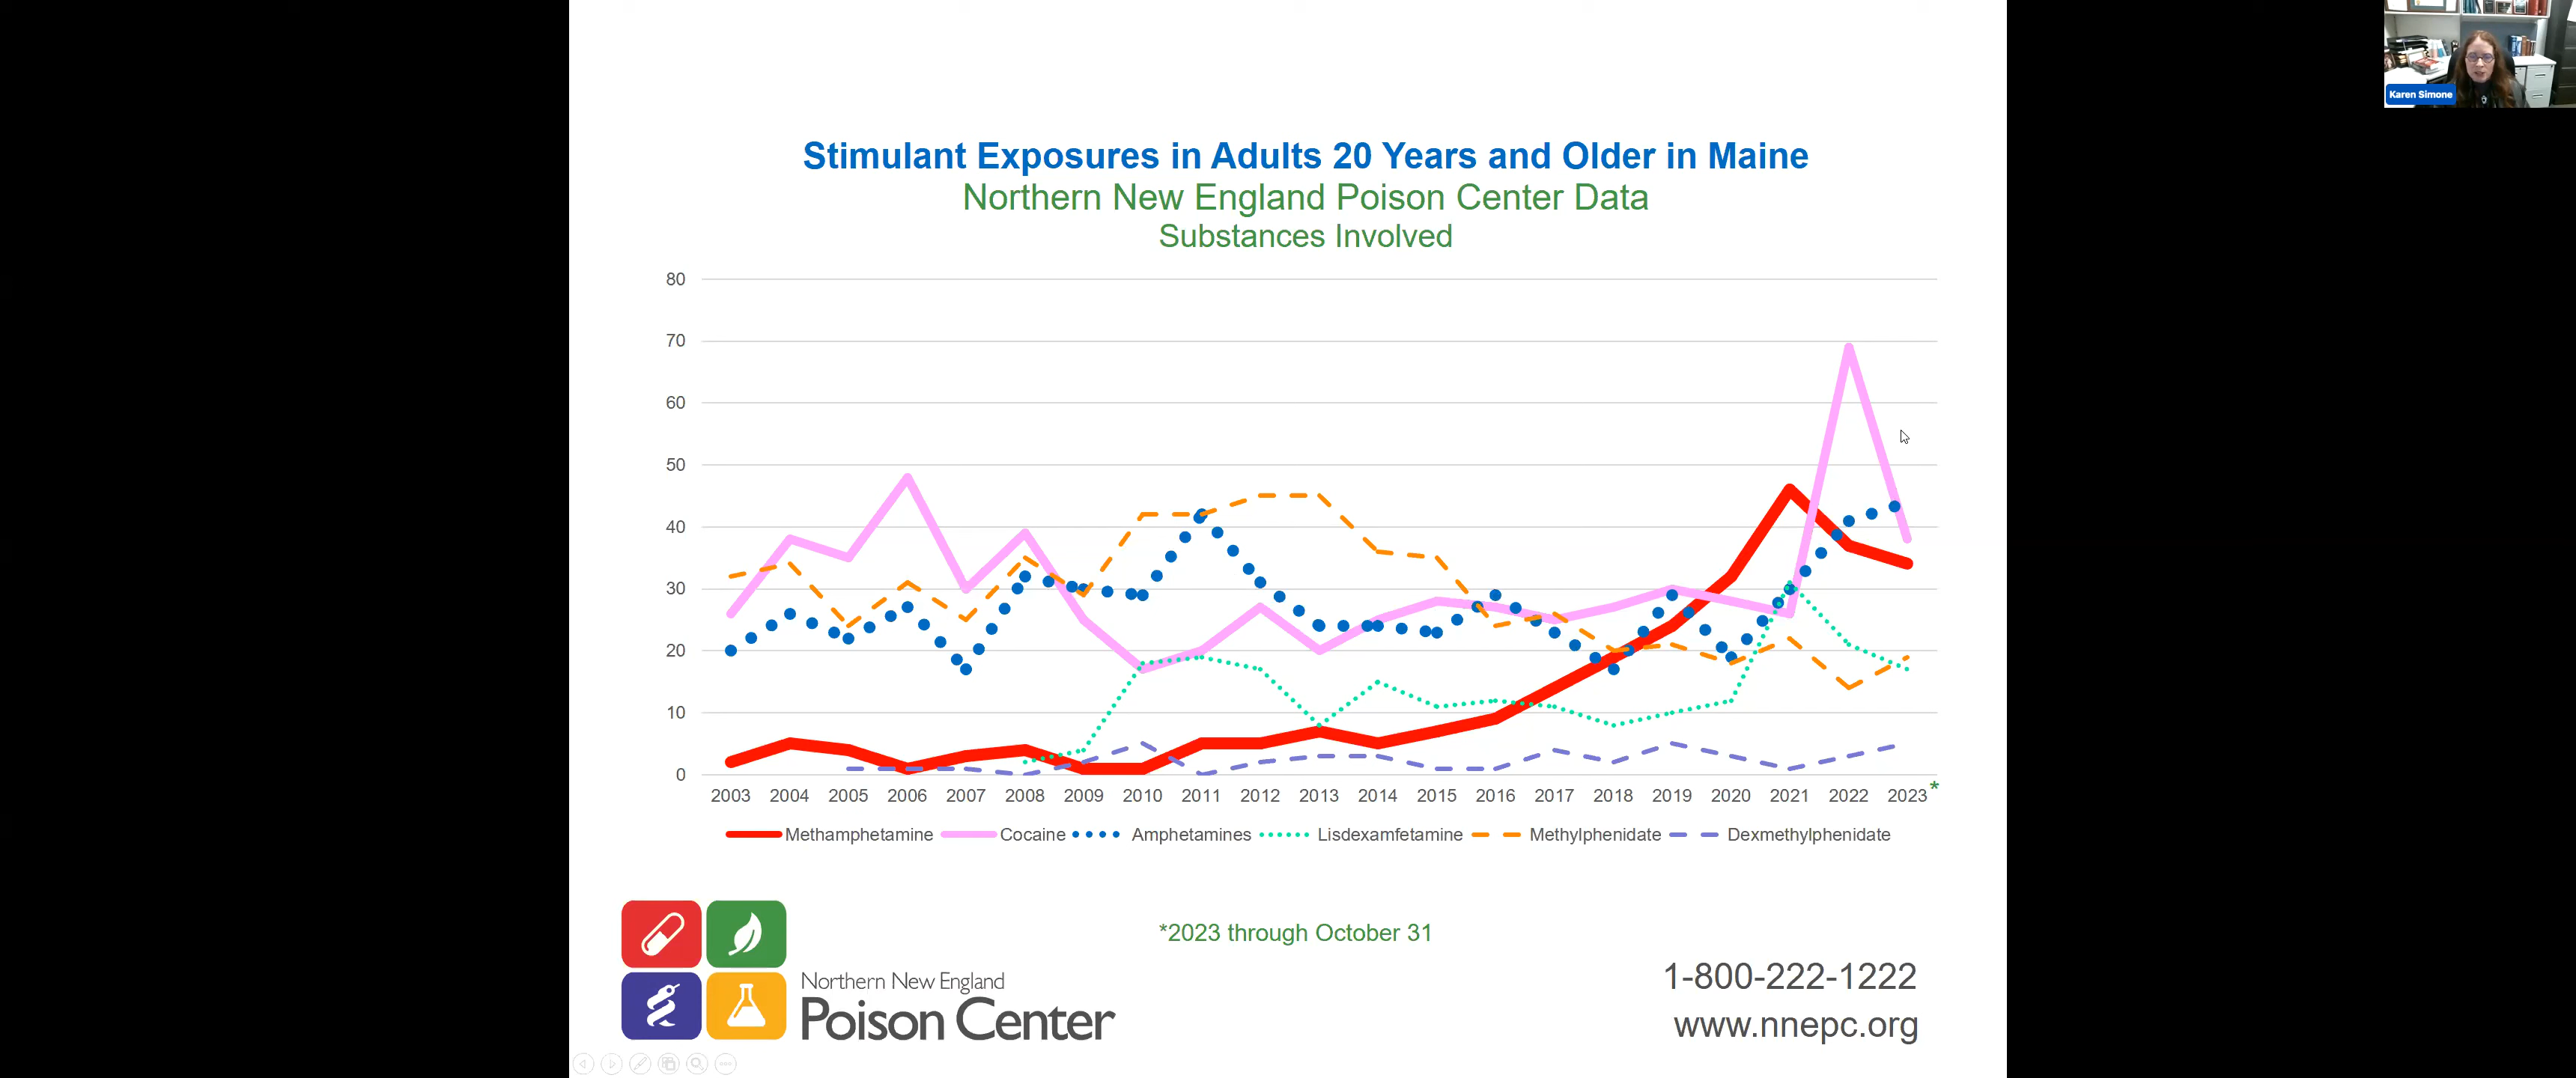 Karen Simone
Stimulant Exposures in Adults 20 Years and Older in Maine
Northern New England Poison Center Data
Substances Involved
80
70
60
50
40
30
20
10
0
2003 2004 2005 2006 2007 2008 2009 2010 2011 2012 2013 2014 2015 2016 2017 2018 2019 2020 2021 2022 2023*
Methamphetamine Cocaine Amphetamines Lisdexamfetamine Methylphenidate Dexmethylphenidate
*2023 through October 31
Northern New England
Poison Center
1-800-222-1222
www.nnepc.org